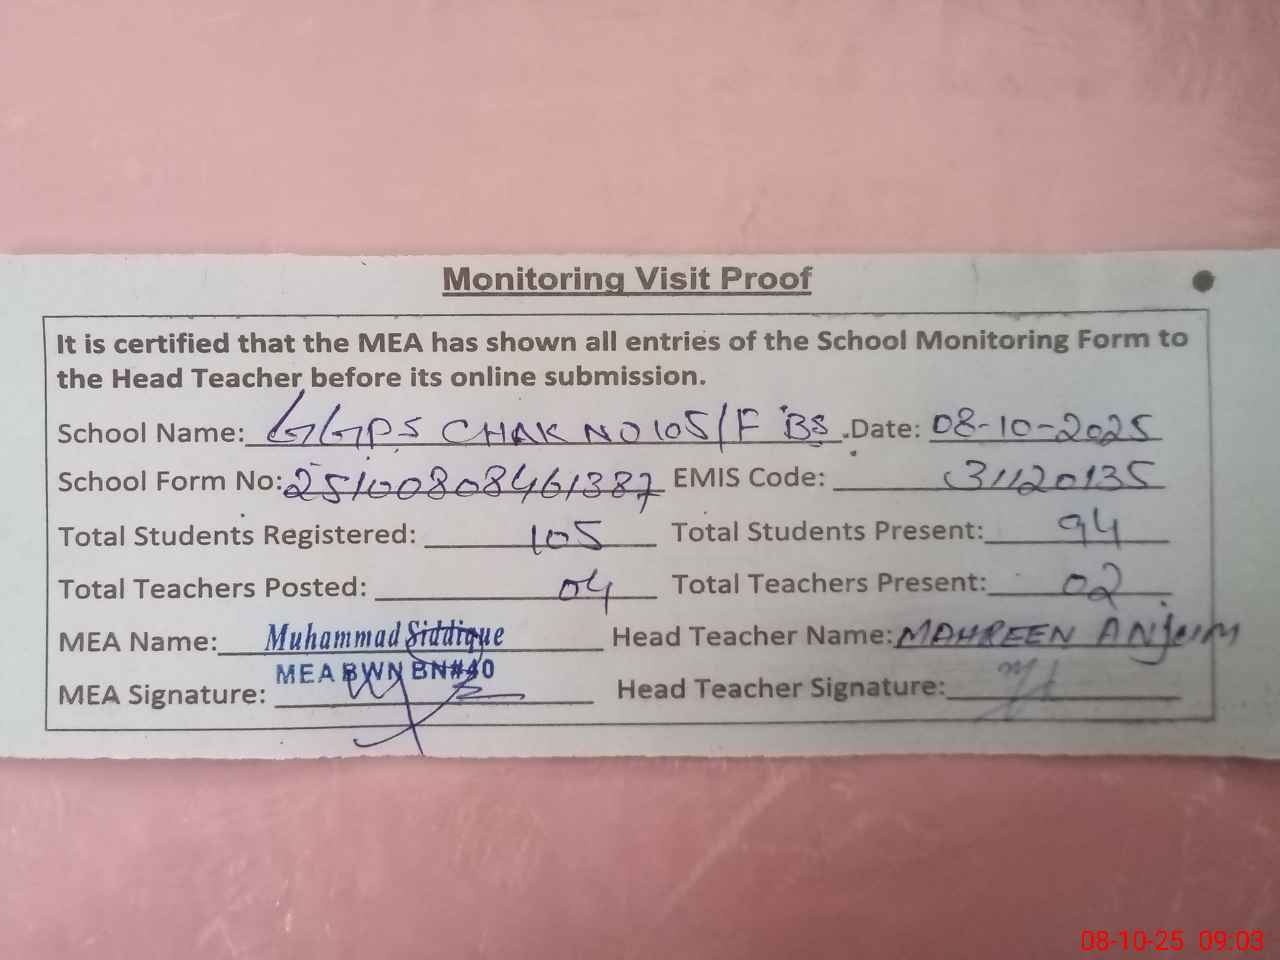 Monitoring Visit Proof
It is certified that the MEA has shown all entries of the School Monitoring Form to
the Head Teacher before its online submission.
School Name: GGPS CHAK NO 105/F BS .Date: 08-10-2025
School Form No: 25100808461387 EMIS Code: 31120135
Total Students Registered: 105 Total Students Present: 94
Total Teachers Posted: 04 Total Teachers Present: 02
MEA Name: Muhammad Siddique Head Teacher Name: MAHREEN ANJUM
MEA BWN BN#40
MEA Signature: Head Teacher Signature:
08-10-25 09:03